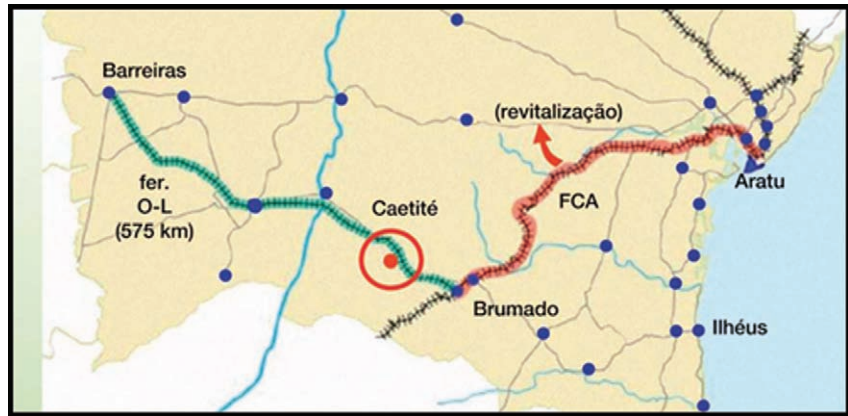 Barreiras
(revitalização)
fer.
O-L
(575 km)
Caetité
FCA
Aratu
Brumado
Ilhéus